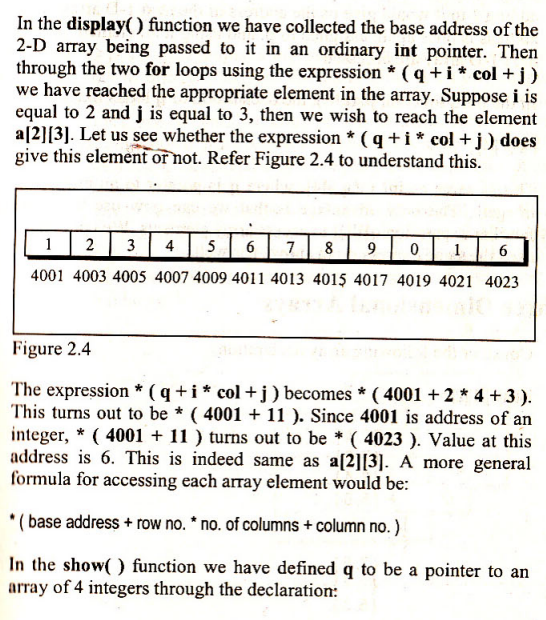 In the display( ) function we have collected the base address of the
2-D array being passed to it in an ordinary int pointer. Then
through the two for loops using the expression * ( q + i * col + j )
we have reached the appropriate element in the array. Suppose i is
equal to 2 and j is equal to 3, then we wish to reach the element
a[2][3]. Let us see whether the expression * ( q + i * col + j ) does
give this element or not. Refer Figure 2.4 to understand this.
1 2 3 4 5 6 7 8 9 0 1 6
4001 4003 4005 4007 4009 4011 4013 4015 4017 4019 4021 4023
Figure 2.4
The expression * ( q + i * col + j ) becomes * ( 4001 + 2 * 4 + 3 ).
This turns out to be * ( 4001 + 11 ). Since 4001 is address of an
integer, * ( 4001 + 11 ) turns out to be * ( 4023 ). Value at this
address is 6. This is indeed same as a[2][3]. A more general
formula for accessing each array element would be:
* ( base address + row no. * no. of columns + column no. )
In the show( ) function we have defined q to be a pointer to an
array of 4 integers through the declaration: